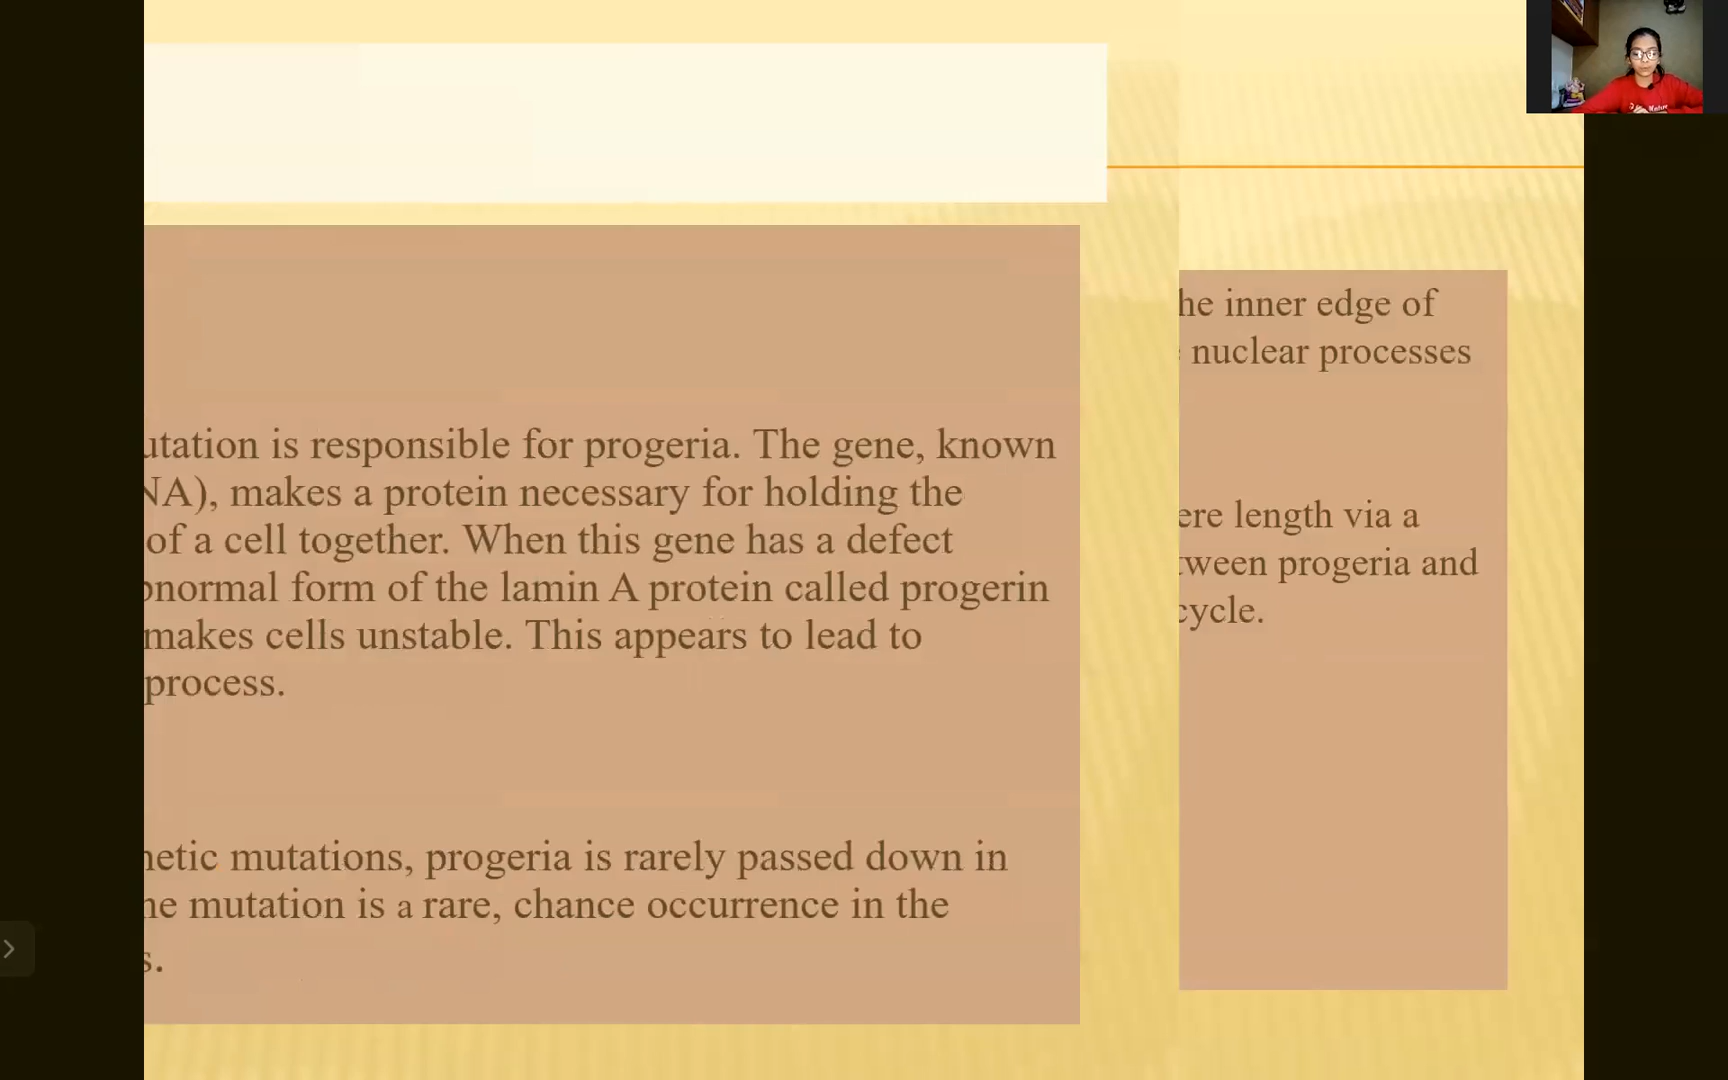 utation is responsible for progeria. The gene, known
NA), makes a protein necessary for holding the
of a cell together. When this gene has a defect
bnormal form of the lamin A protein called progerin
makes cells unstable. This appears to lead to
process.
netic mutations, progeria is rarely passed down in
he mutation is a rare, chance occurrence in the
s.
he inner edge of
nuclear processes
ere length via a
tween progeria and
cycle.